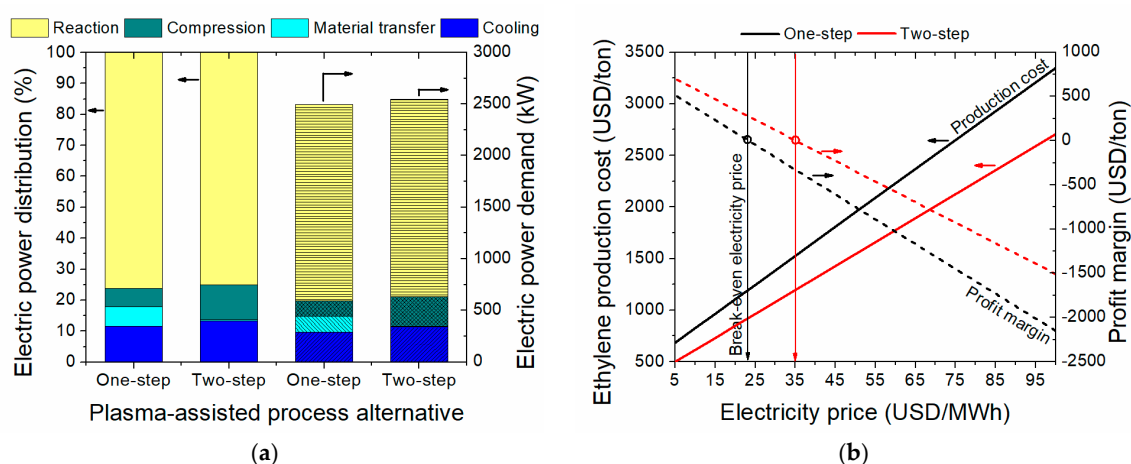 Reaction Compression Material transfer Cooling
Electric power distribution (%)
100
90
80
70
60
50
40
30
20
10
0
3000
2500
2000
1500
1000
500
0
Electric power demand (kW)
One-step Two-step One-step Two-step
Plasma-assisted process alternative
(a)
One-step Two-step
Ethylene production cost (USD/ton)
3500
3000
2500
2000
1500
1000
500
Production cost
Break-even electricity price
Profit margin
1000
500
0
-500
-1000
-1500
-2000
-2500
Profit margin (USD/ton)
5 15 25 35 45 55 65 75 85 95
Electricity price (USD/MWh)
(b)